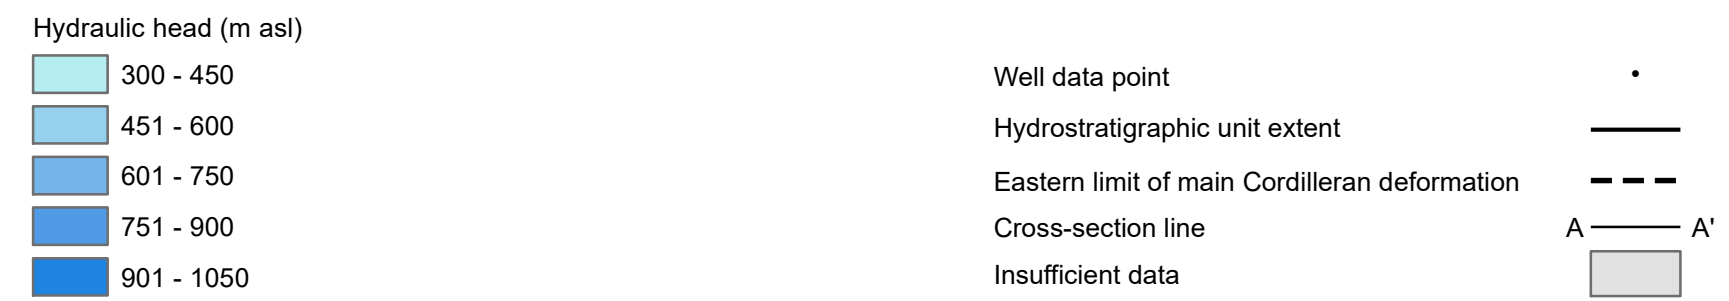 Hydraulic head (m asl)
300 - 450
451 - 600
601 - 750
751 - 900
901 - 1050
Well data point
Hydrostratigraphic unit extent
Eastern limit of main Cordilleran deformation
Cross-section line A A'
Insufficient data